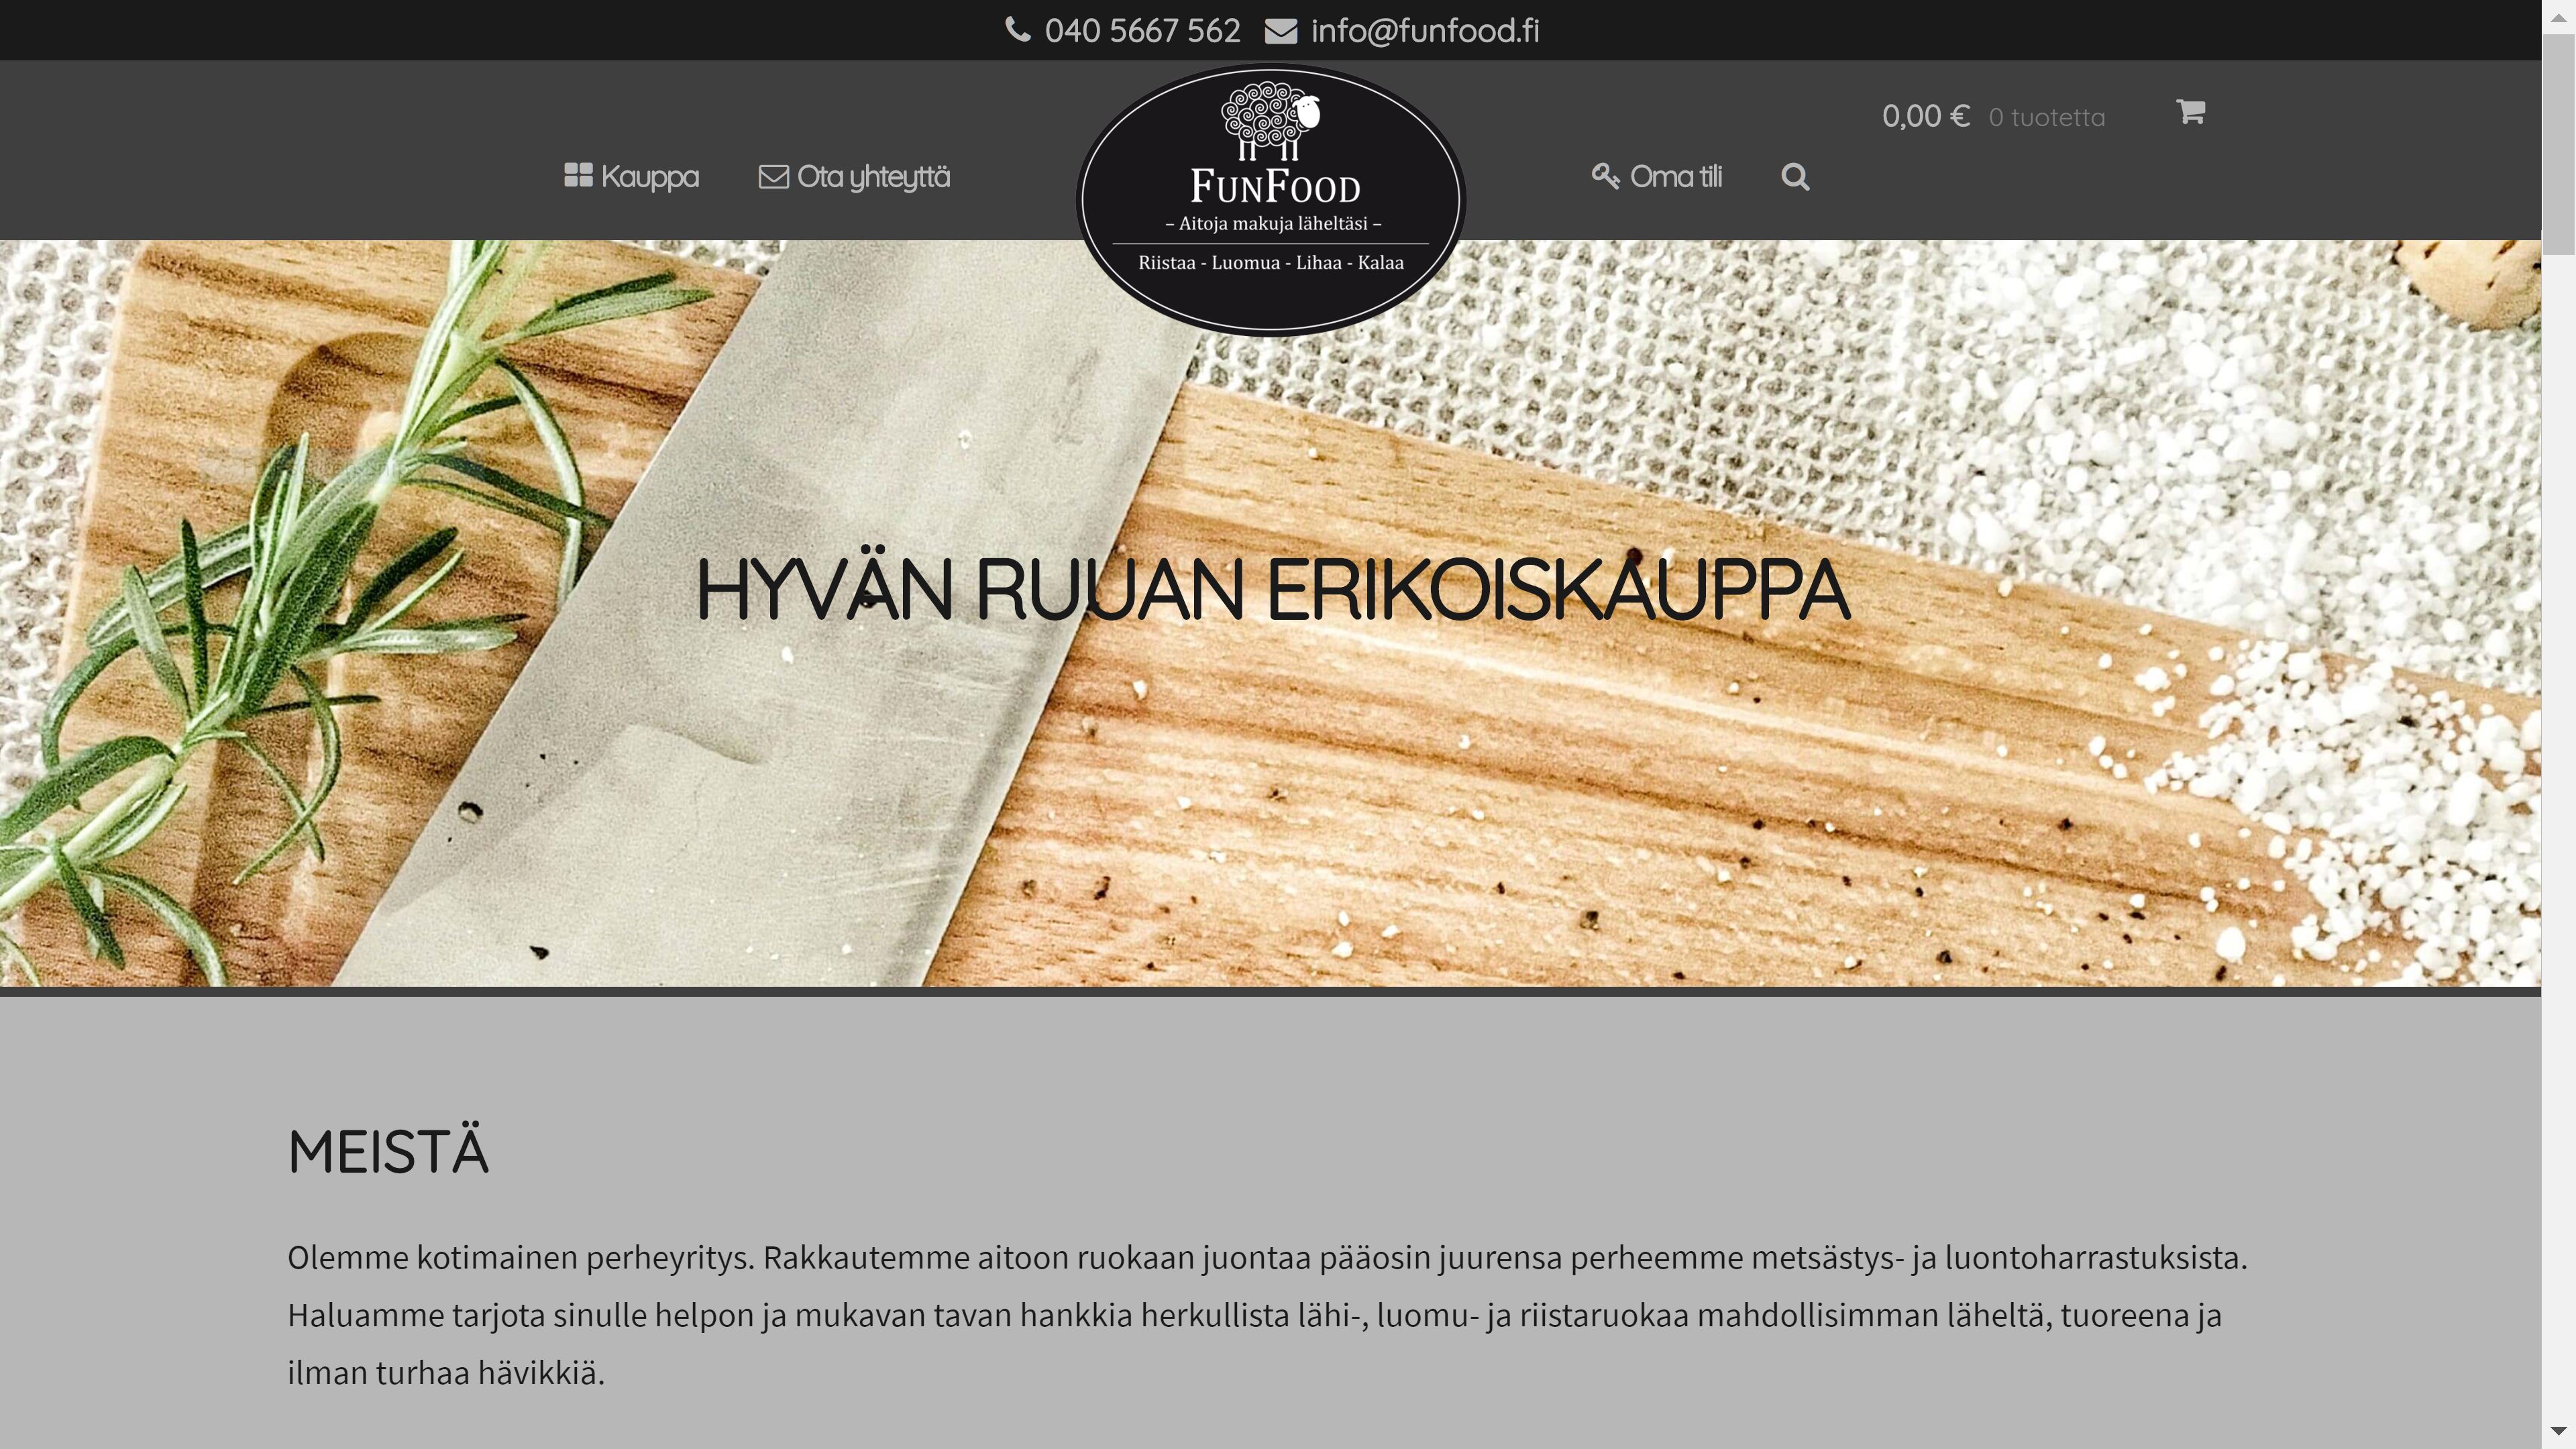 040 5667 562 info@funfood.fi
0,00 € 0 tuotetta
Kauppa Ota yhteyttä
FUNFOOD
– Aitoja makuja läheltäsi –
Riistaa - Luomua - Lihaa - Kalaa
Oma tili
HYVÄN RUUAN ERIKOISKAUPPA
MEISTÄ
Olemme kotimainen perheyritys. Rakkautemme aitoon ruokaan juontaa pääosin juurensa perheemme metsästys- ja luontoharrastuksista.
Haluamme tarjota sinulle helpon ja mukavan tavan hankkia herkullista lähi-, luomu- ja riistaruokaa mahdollisimman läheltä, tuoreena ja
ilman turhaa hävikkiä.